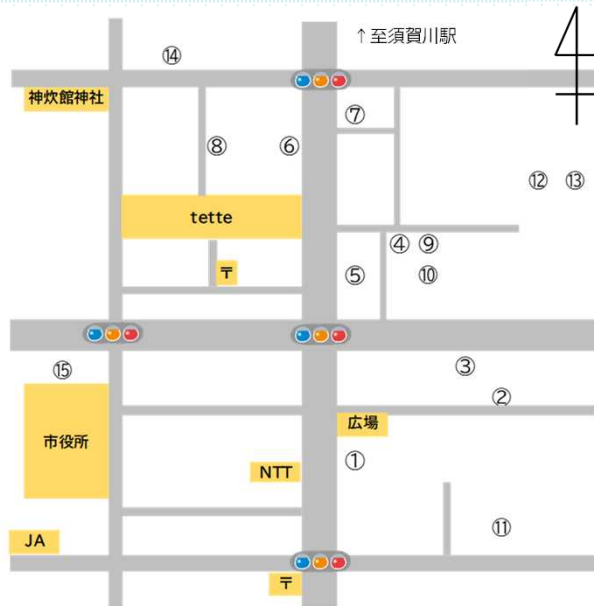 ↑至須賀川駅
⑭
神炊館神社
⑦
⑧
⑥
⑫ ⑬
tette
④ ⑨
〒
⑤
⑩
⑮
③
②
市役所
広場
NTT
①
⑪
JA
〒